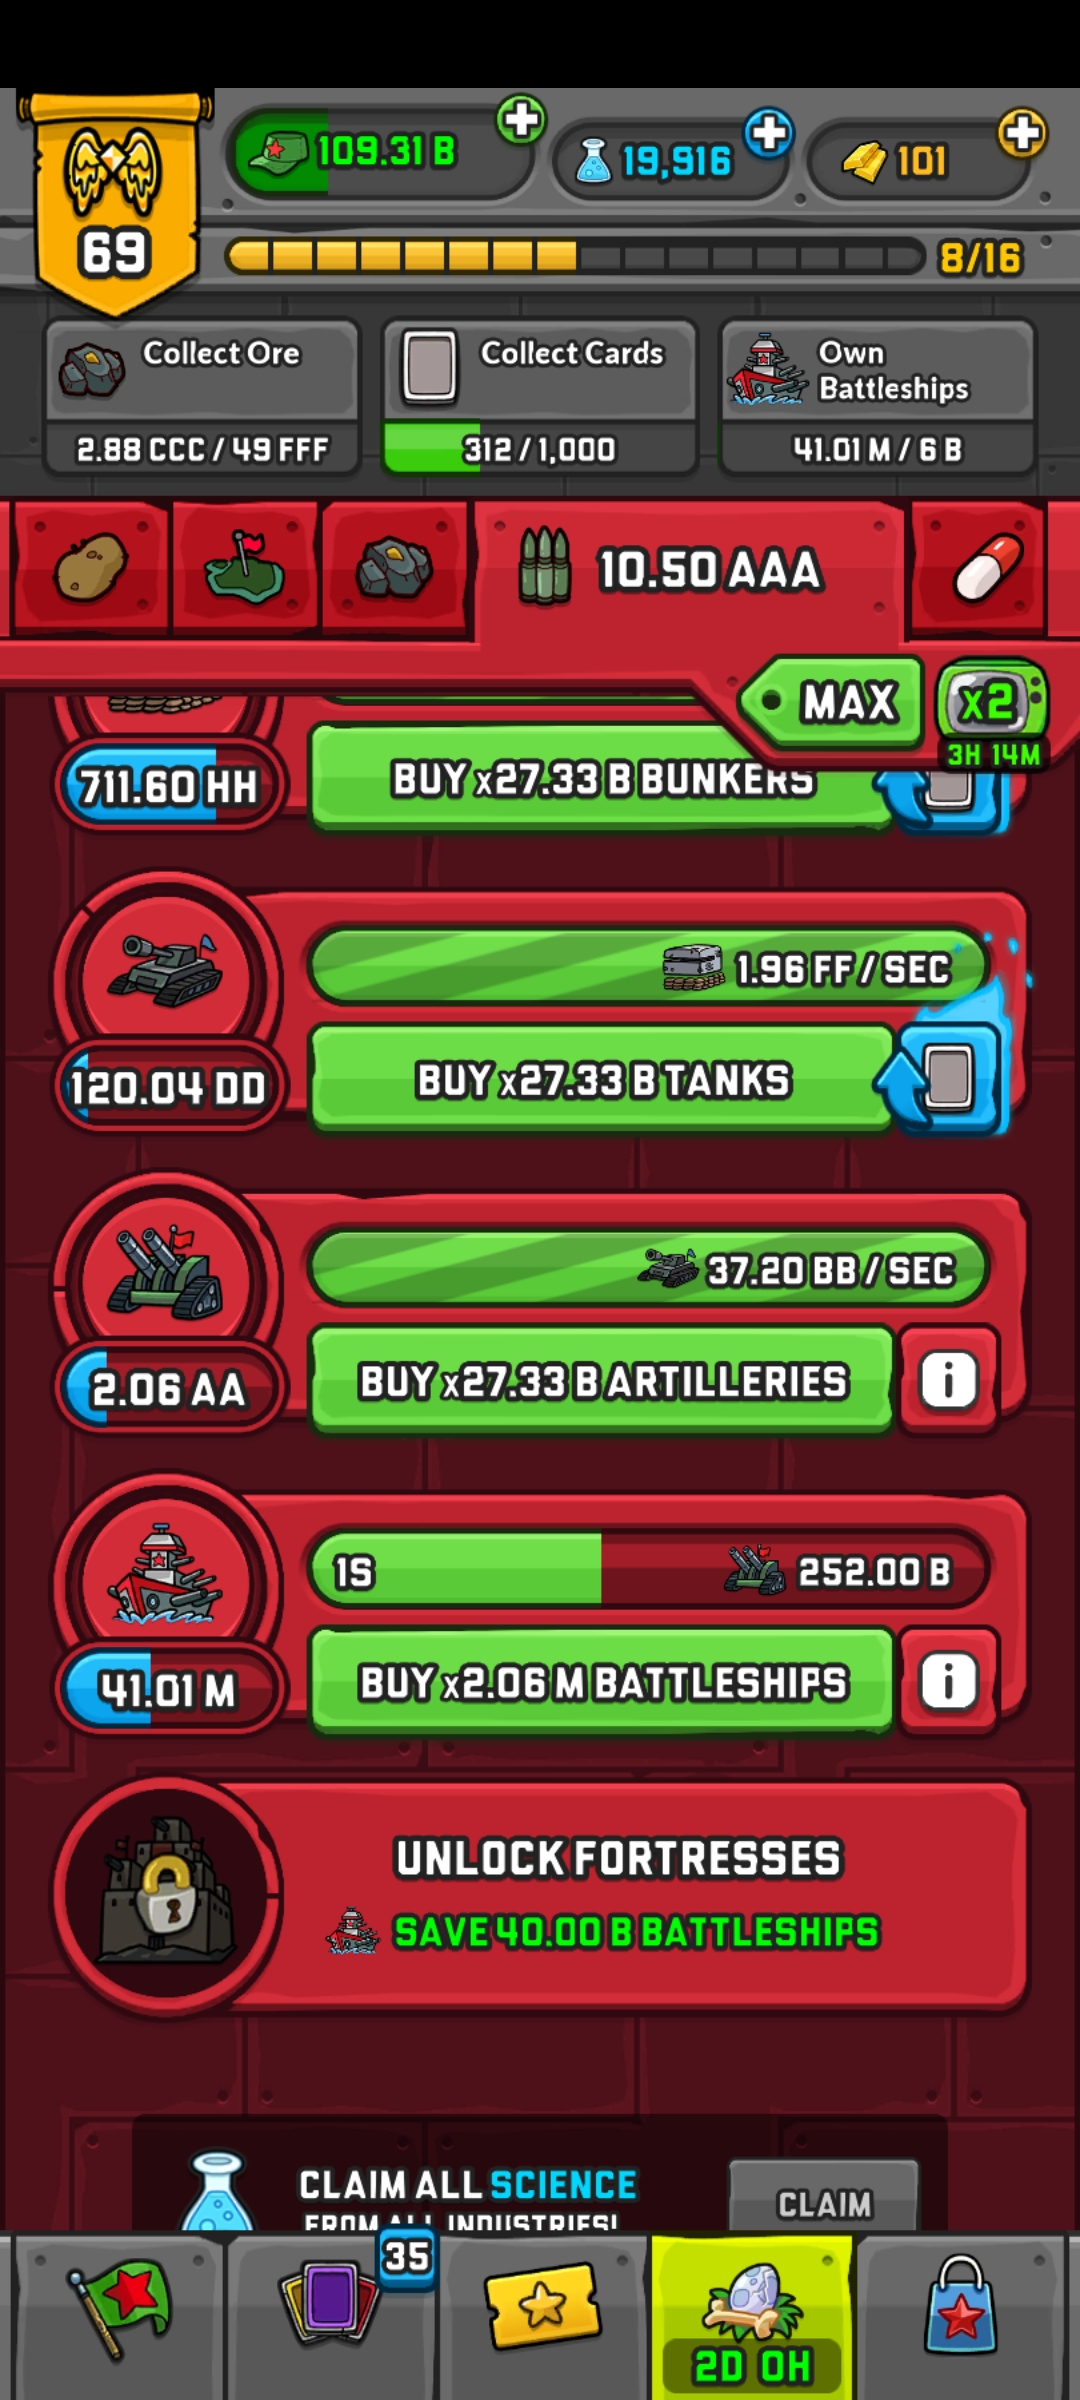 109.31 B
19,916
101
69
8/16
Collect Ore
2.88 CCC / 49 FFF
Collect Cards
312 / 1,000
Own
Battleships
41.01 M / 6 B
10.50 AAA
MAX
x2
3H 14M
711.60 HH
BUY x27.33 B BUNKERS
1.96 FF / SEC
120.04 DD
BUY x27.33 B TANKS
37.20 BB / SEC
2.06 AA
BUY x27.33 B ARTILLERIES
i
1S
252.00 B
41.01 M
BUY x2.06 M BATTLESHIPS
i
UNLOCK FORTRESSES
SAVE 40.00 B BATTLESHIPS
CLAIM ALL SCIENCE
FROM ALL INDUSTRIES!
CLAIM
35
2D 0H